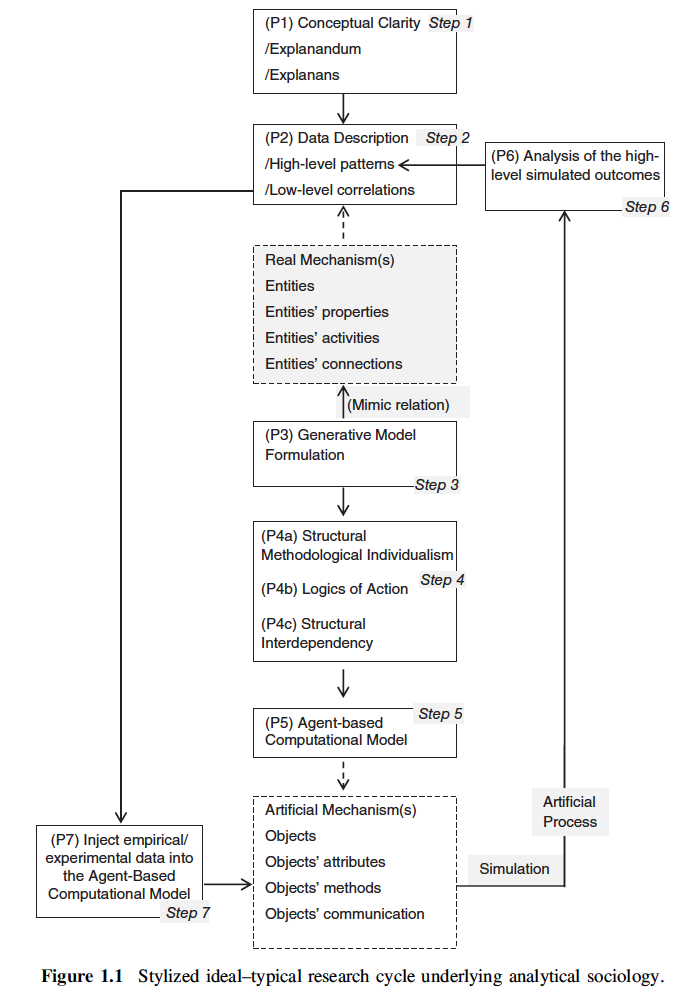 (P1) Conceptual Clarity Step 1
/Explanandum
/Explanans
(P2) Data Description Step 2
/High-level patterns
/Low-level correlations
(P6) Analysis of the high-
level simulated outcomes
Step 6
Real Mechanism(s)
Entities
Entities’ properties
Entities’ activities
Entities’ connections
(Mimic relation)
(P3) Generative Model
Formulation
Step 3
(P4a) Structural
Methodological Individualism
Step 4
(P4b) Logics of Action
(P4c) Structural
Interdependency
Step 5
(P5) Agent-based
Computational Model
Artificial Mechanism(s)
Objects
Objects’ attributes
Objects’ methods
Objects’ communication
Artificial
Process
Simulation
(P7) Inject empirical/
experimental data into
the Agent-Based
Computational Model
Step 7
Figure 1.1 Stylized ideal–typical research cycle underlying analytical sociology.